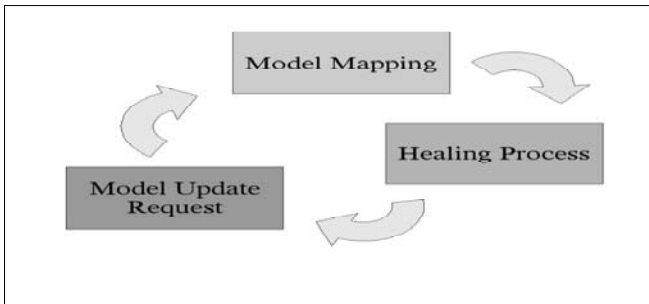 Model Mapping
Healing Process
Model Update
Request